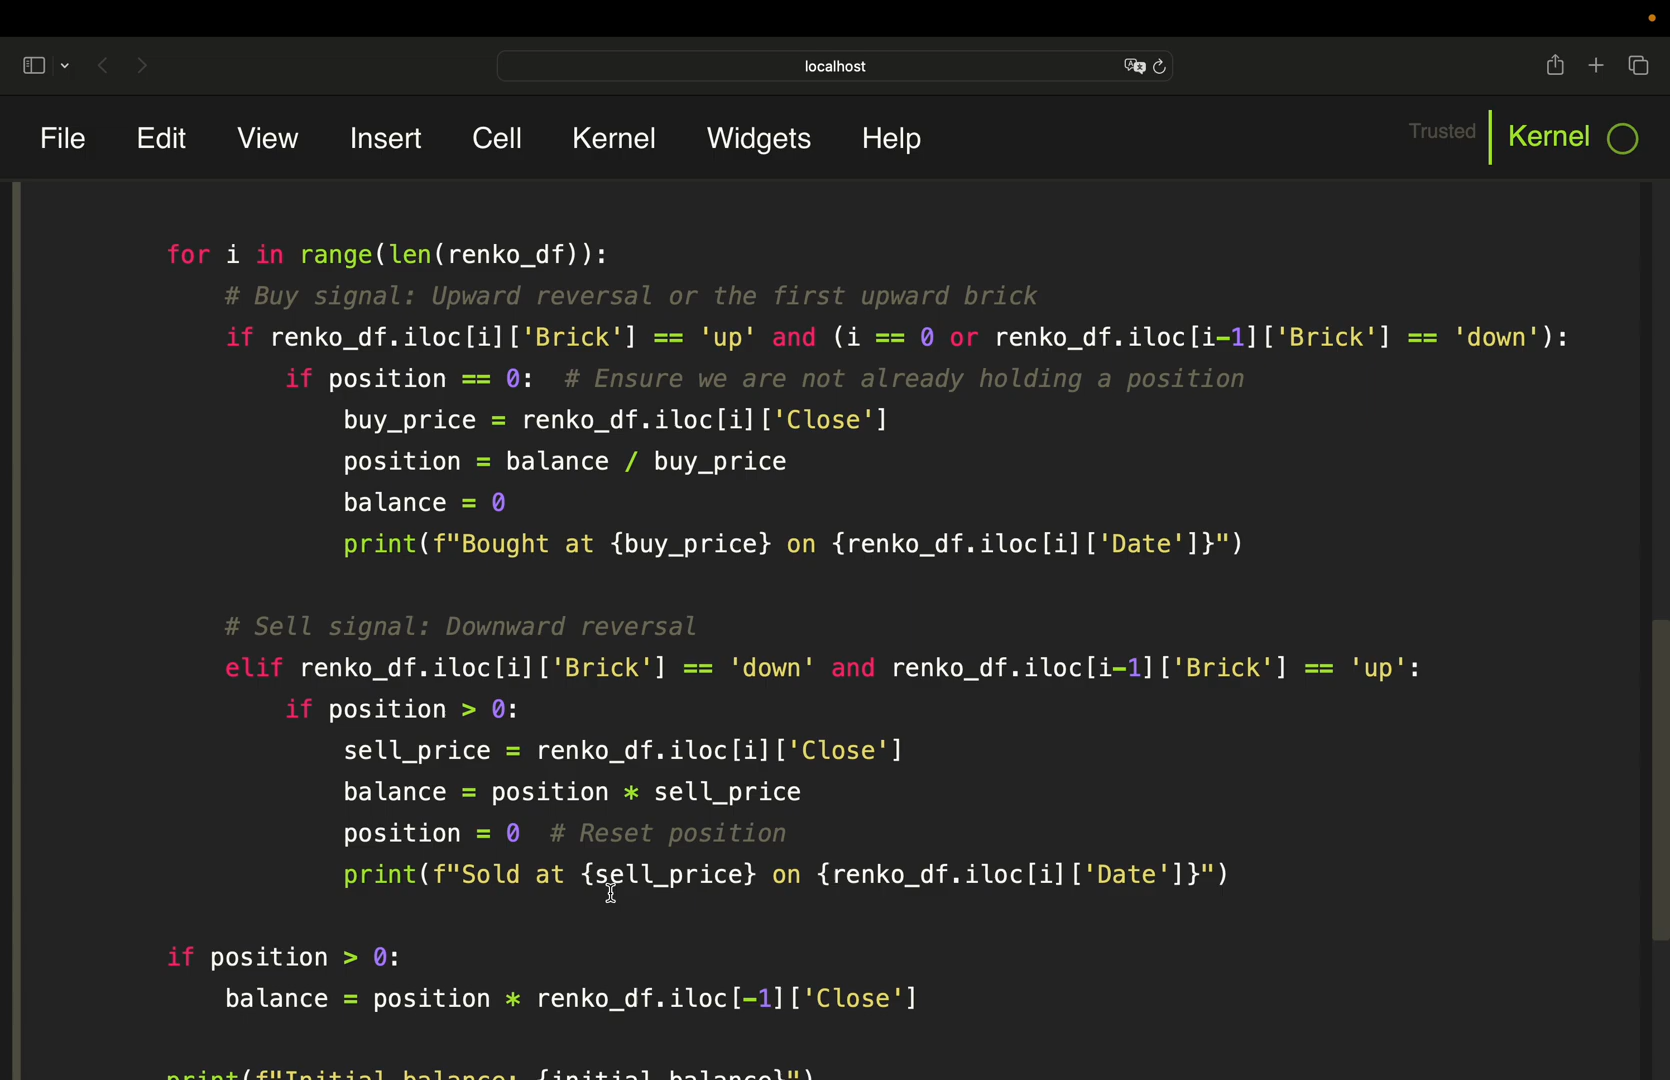 localhost
File Edit View Insert Cell Kernel Widgets Help Trusted Kernel
for i in range(len(renko_df)):
# Buy signal: Upward reversal or the first upward brick
if renko_df.iloc[i]['Brick'] == 'up' and (i == 0 or renko_df.iloc[i-1]['Brick'] == 'down'):
if position == 0:  # Ensure we are not already holding a position
buy_price = renko_df.iloc[i]['Close']
position = balance / buy_price
balance = 0
print(f"Bought at {buy_price} on {renko_df.iloc[i]['Date']}")
# Sell signal: Downward reversal
elif renko_df.iloc[i]['Brick'] == 'down' and renko_df.iloc[i-1]['Brick'] == 'up':
if position > 0:
sell_price = renko_df.iloc[i]['Close']
balance = position * sell_price
position = 0  # Reset position
print(f"Sold at {sell_price} on {renko_df.iloc[i]['Date']}")
if position > 0:
balance = position * renko_df.iloc[-1]['Close']
print(f"Initial balance: {initial_balance}")